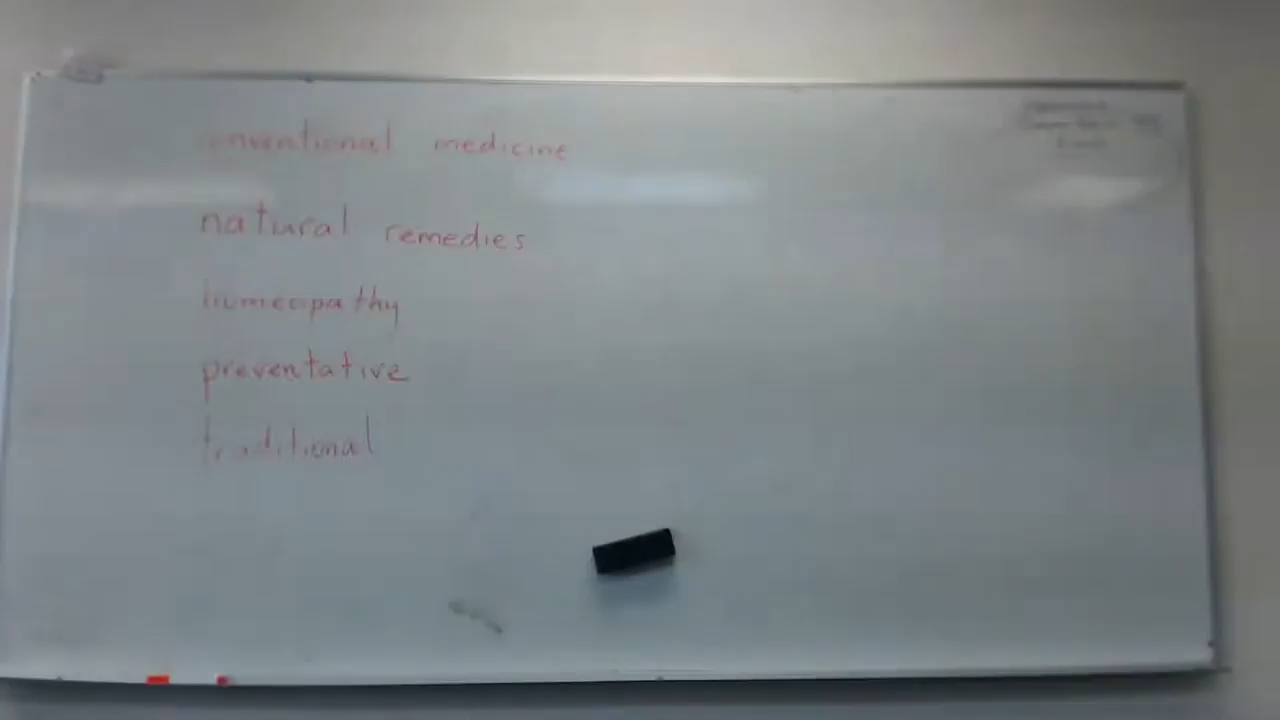 conventional medicine
natural remedies
homeopathy
preventative
traditional